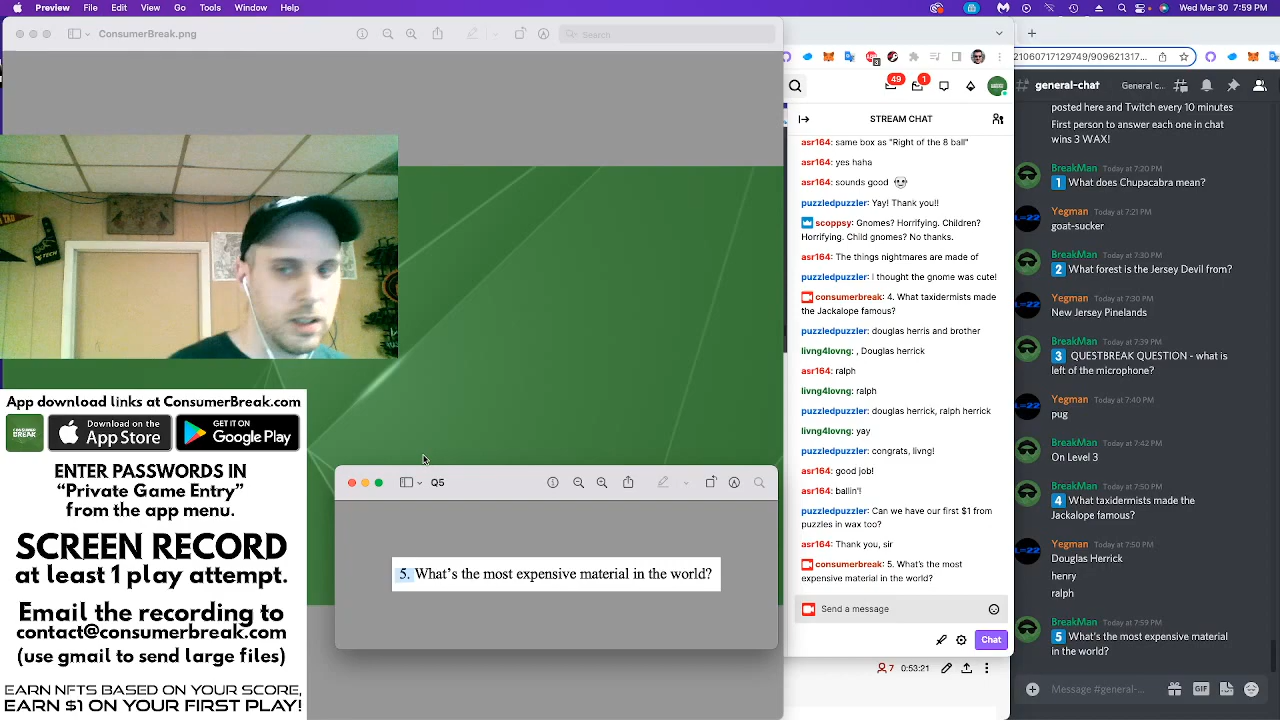 Preview File Edit View Go Tools Window Help
ConsumerBreak.png
Search
TECH
App download links at ConsumerBreak.com
CONSUMER
BREAK
Download on the
AppStore
GET IT ON
Google Play
ENTER PASSWORDS IN
“Private Game Entry”
from the app menu.
SCREEN RECORD
at least 1 play attempt.
Email the recording to
contact@consumerbreak.com
(use gmail to send large files)
EARN NFTS BASED ON YOUR SCORE,
EARN $1 ON YOUR FIRST PLAY!
Q5
5. What’s the most expensive material in the world?
49
1
STREAM CHAT
asr164: same box as "Right of the 8 ball"
asr164: yes haha
asr164: sounds good
puzzledpuzzler: Yay! Thank you!!
scoppsy: Gnomes? Horrifying. Children?
Horrifying. Child gnomes? No thanks.
asr164: The things nightmares are made of
puzzledpuzzler: I thought the gnome was cute!
consumerbreak: 4. What taxidermists made
the Jackalope famous?
puzzledpuzzler: douglas herris and brother
livng4lovng: , Douglas herrick
asr164: ralph
livng4lovng: ralph
puzzledpuzzler: douglas herrick, ralph herrick
livng4lovng: yay
puzzledpuzzler: congrats, livng!
asr164: good job!
asr164: ballin'!
puzzledpuzzler: Can we have our first $1 from
puzzles in wax too?
asr164: Thank you, sir
consumerbreak: 5. What's the most
expensive material in the world?
Send a message
Chat
7 0:53:21
21060717129749/909621317...
# general-chat General c...
posted here and Twitch every 10 minutes
First person to answer each one in chat
wins 3 WAX!
BreakMan Today at 7:20 PM
1 What does Chupacabra mean?
Yegman Today at 7:21 PM
goat-sucker
BreakMan Today at 7:30 PM
2 What forest is the Jersey Devil from?
Yegman Today at 7:30 PM
New Jersey Pinelands
BreakMan Today at 7:39 PM
3 QUESTBREAK QUESTION - what is
left of the microphone?
Yegman Today at 7:40 PM
pug
BreakMan Today at 7:42 PM
On Level 3
BreakMan Today at 7:50 PM
4 What taxidermists made the
Jackalope famous?
Yegman Today at 7:50 PM
Douglas Herrick
henry
ralph
BreakMan Today at 7:59 PM
5 What's the most expensive material
in the world?
Message #general-...
GIF